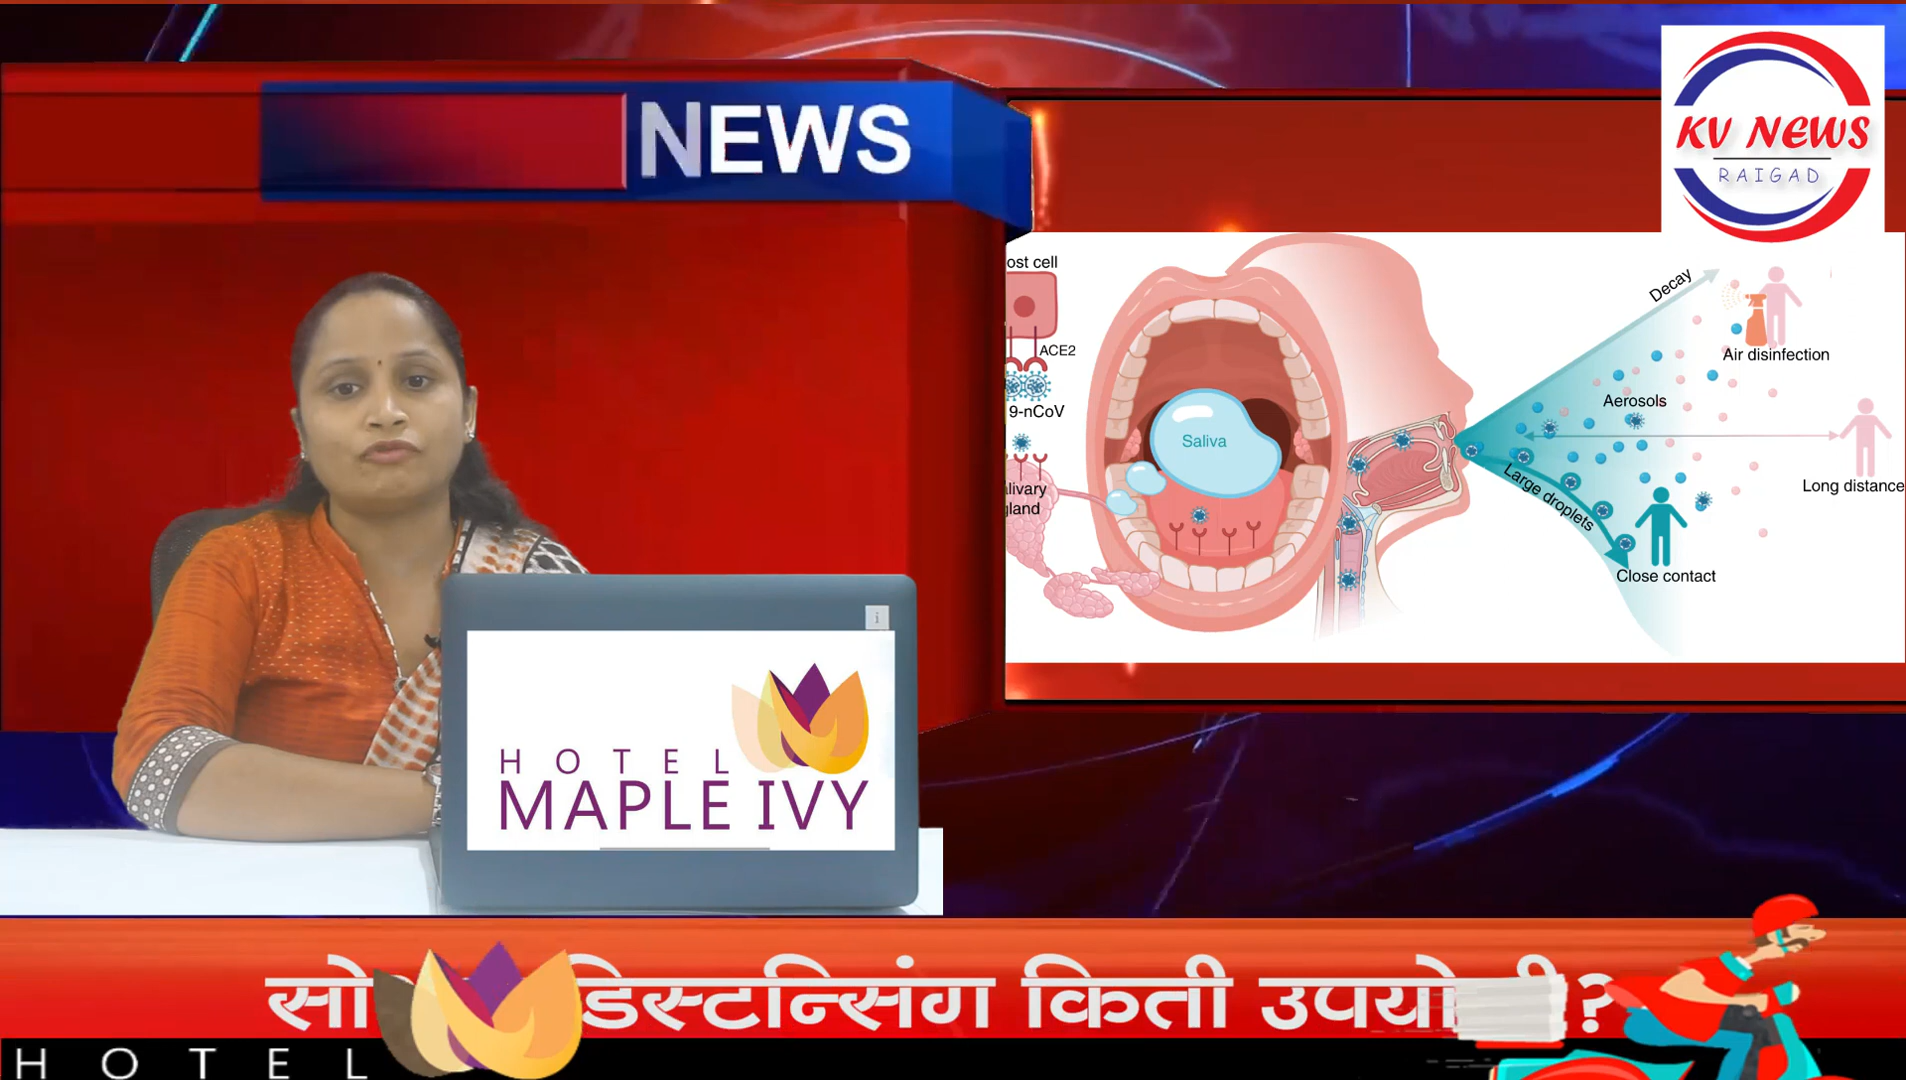 NEWS
KV NEWS
RAIGAD
ost cell
ACE2
9-nCoV
livary
land
Saliva
Decay
Air disinfection
Aerosols
Long distance
Large droplets
Close contact
HOTEL
MAPLE IVY
डिस्टन्सिंग किती
HOTEL